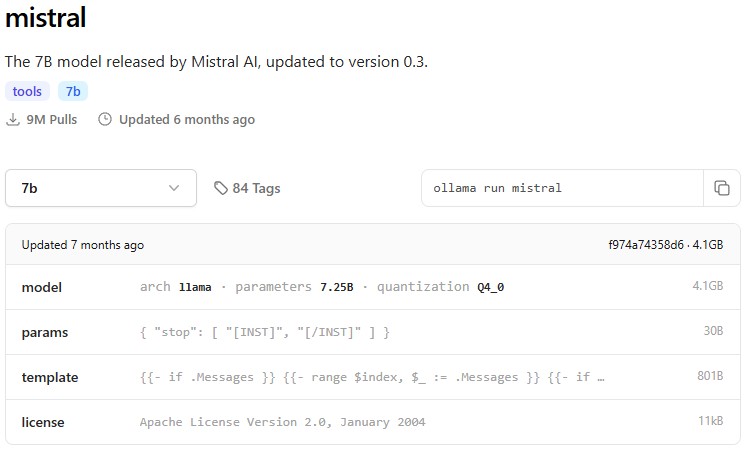 mistral
The 7B model released by Mistral AI, updated to version 0.3.
tools 7b
9M Pulls Updated 6 months ago
7b 84 Tags ollama run mistral
Updated 7 months ago f974a74358d6 · 4.1GB
model arch llama · parameters 7.25B · quantization Q4_0 4.1GB
params { "stop": [ "[INST]", "[/INST]" ] } 30B
template {{- if .Messages }} {{- range $index, $_ := .Messages }} {{- if … 801B
license Apache License Version 2.0, January 2004 11kB